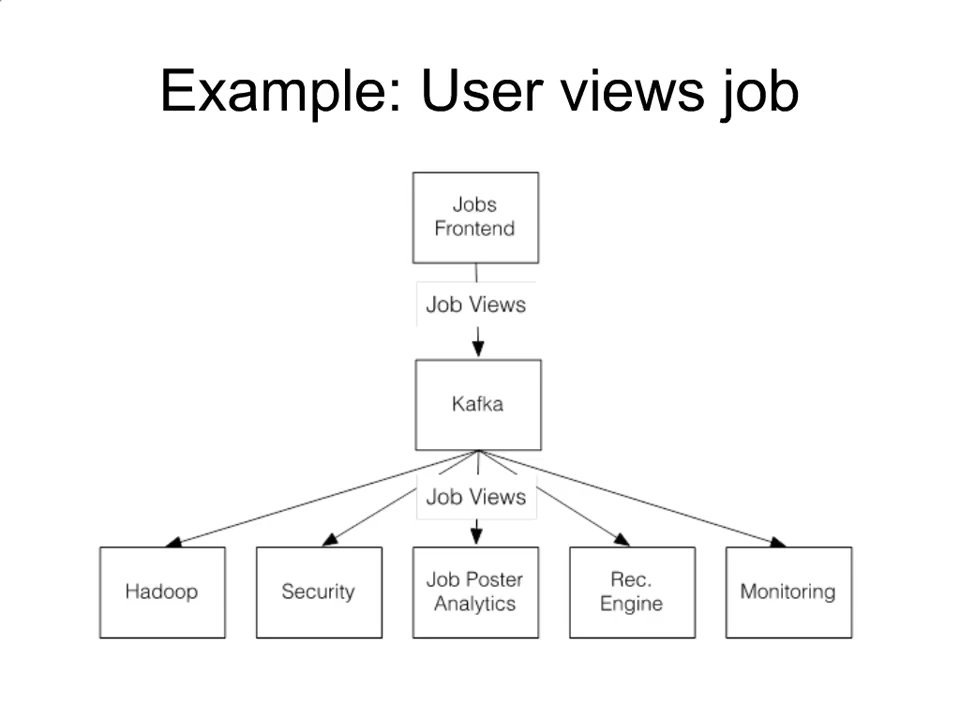 Example: User views job
Jobs
Frontend
Job Views
Kafka
Job Views
Hadoop
Security
Job Poster
Analytics
Rec.
Engine
Monitoring